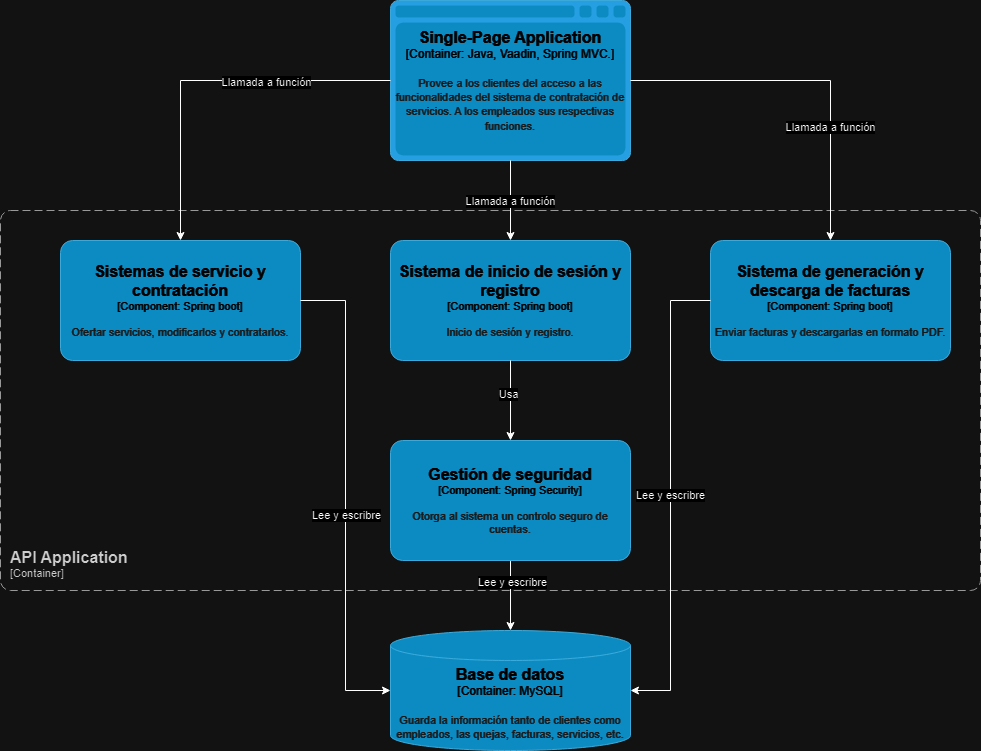 Single-Page Application
[Container: Java, Vaadin, Spring MVC.]
Provee a los clientes del acceso a las
funcionalidades del sistema de contratación de
servicios. A los empleados sus respectivas
funciones.
Llamada a función
Llamada a función
Llamada a función
Sistemas de servicio y
contratación
[Component: Spring boot]
Ofertar servicios, modificarlos y contratarlos.
Sistema de inicio de sesión y
registro
[Component: Spring boot]
Inicio de sesión y registro.
Sistema de generación y
descarga de facturas
[Component: Spring boot]
Enviar facturas y descargarlas en formato PDF.
Usa
Gestión de seguridad
[Component: Spring Security]
Otorga al sistema un controlo seguro de
cuentas.
Lee y escribe
Lee y escribe
API Application
[Container]
Lee y escribe
Base de datos
[Container: MySQL]
Guarda la información tanto de clientes como
empleados, las quejas, facturas, servicios, etc.